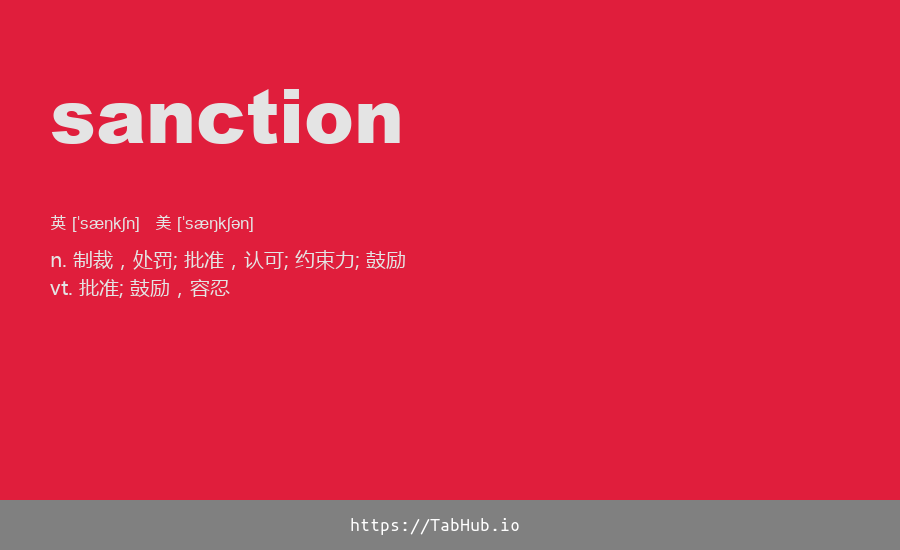 sanction
英 [ˈsæŋkʃn] 美 [ˈsæŋkʃən]
n. 制裁，处罚; 批准，认可; 约束力; 鼓励
vt. 批准; 鼓励，容忍
https://TabHub.io